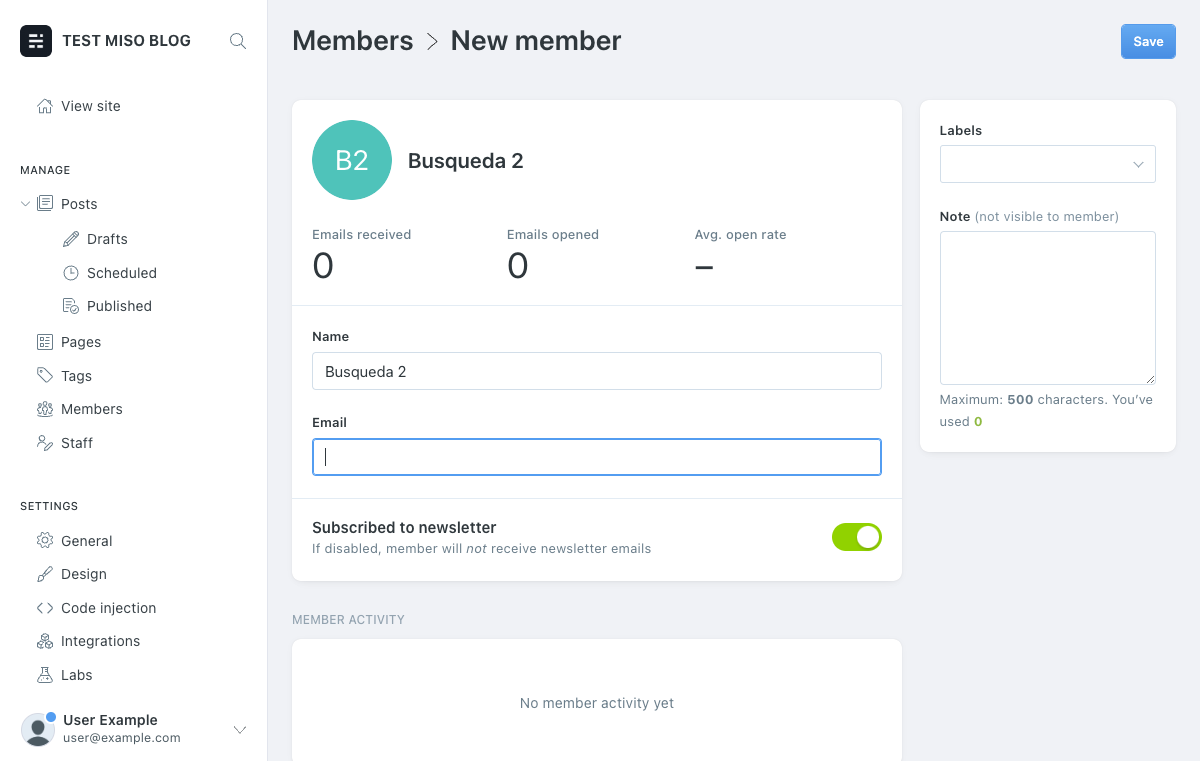 TEST MISO BLOG
View site
MANAGE
Posts
Drafts
Scheduled
Published
Pages
Tags
Members
Staff
SETTINGS
General
Design
Code injection
Integrations
Labs
User Example
user@example.com
Members > New member
Save
B2
Busqueda 2
Emails received
0
Emails opened
0
Avg. open rate
–
Name
Busqueda 2
Email
Subscribed to newsletter
If disabled, member will not receive newsletter emails
MEMBER ACTIVITY
No member activity yet
Labels
Note (not visible to member)
Maximum: 500 characters. You’ve
used 0